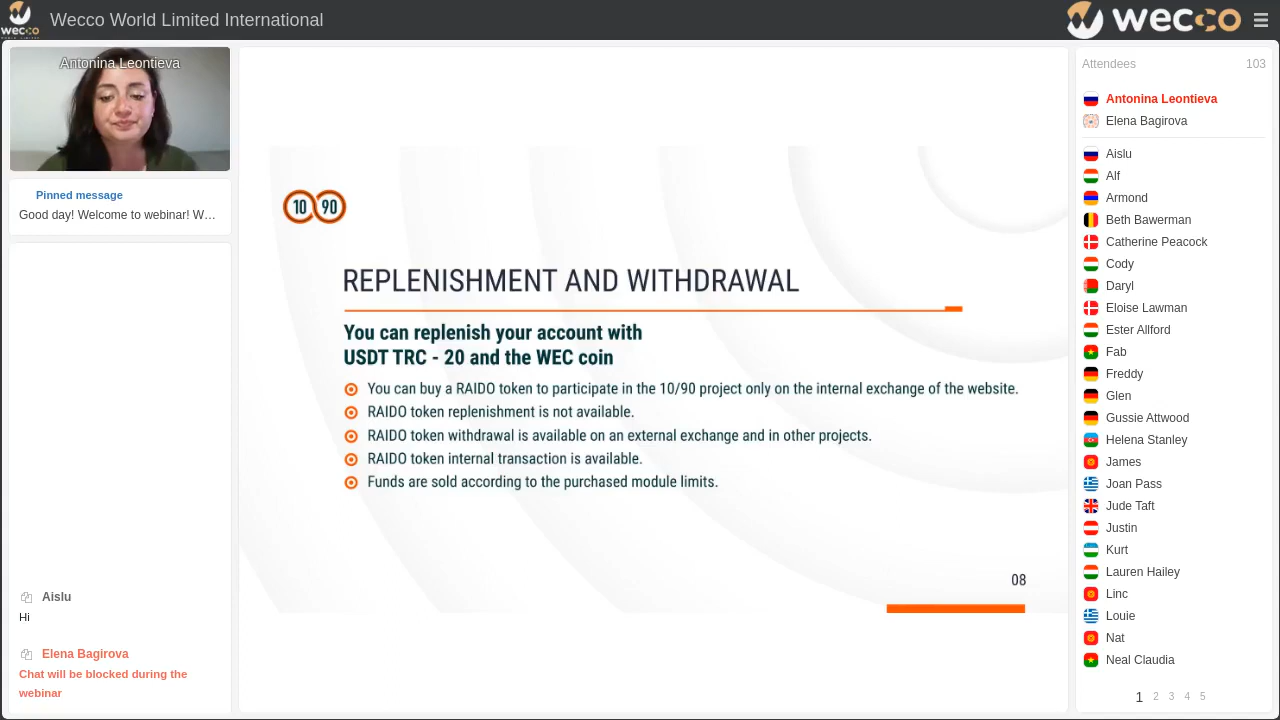 wecco
WORLD LIMITED
Wecco World Limited International
wecco
Antonina Leontieva
Pinned message
Good day! Welcome to webinar! W…
Aislu
Hi
Elena Bagirova
Chat will be blocked during the
webinar
10 90
REPLENISHMENT AND WITHDRAWAL
You can replenish your account with
USDT TRC - 20 and the WEC coin
You can buy a RAIDO token to participate in the 10/90 project only on the internal exchange of the website.
RAIDO token replenishment is not available.
RAIDO token withdrawal is available on an external exchange and in other projects.
RAIDO token internal transaction is available.
Funds are sold according to the purchased module limits.
08
Attendees 103
Antonina Leontieva
Elena Bagirova
Aislu
Alf
Armond
Beth Bawerman
Catherine Peacock
Cody
Daryl
Eloise Lawman
Ester Allford
Fab
Freddy
Glen
Gussie Attwood
Helena Stanley
James
Joan Pass
Jude Taft
Justin
Kurt
Lauren Hailey
Linc
Louie
Nat
Neal Claudia
1 2 3 4 5